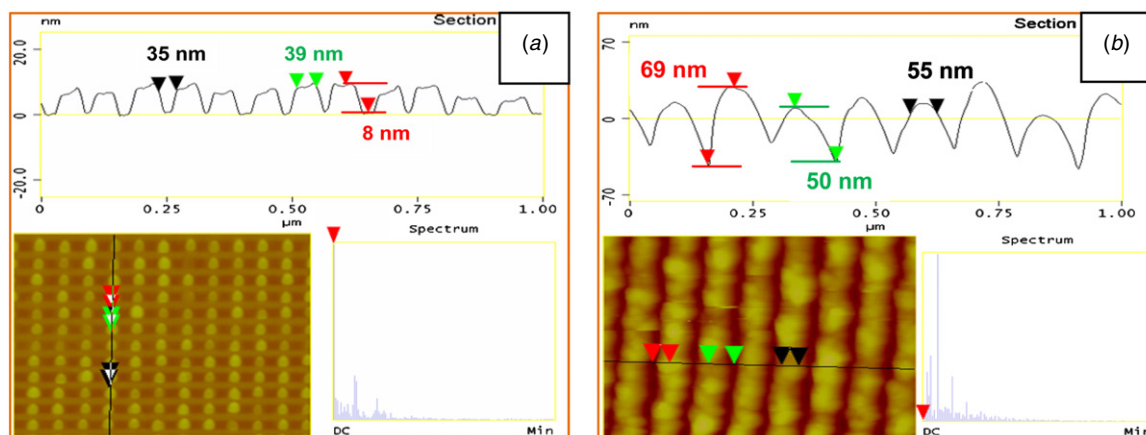 nm
Section
(a)
20.0
0
-20.0
35 nm
39 nm
8 nm
0
0.25
0.50
0.75
1.00
µm
Spectrum
DC
Min
nm
Section
(b)
70
0
-70
69 nm
55 nm
50 nm
0
0.25
0.50
0.75
1.00
µm
Spectrum
DC
Min